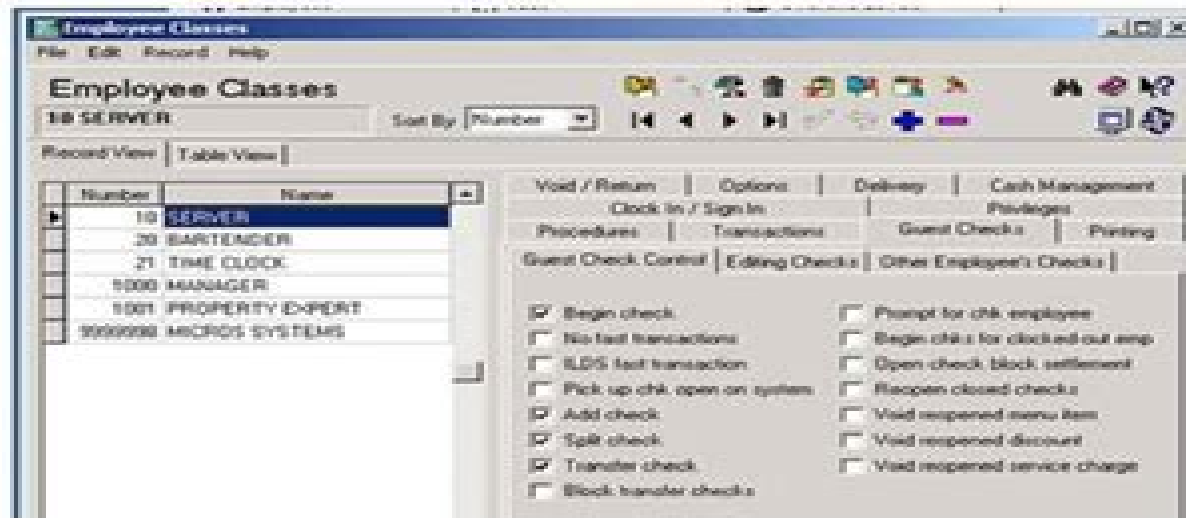 Employee Classes
File Edit Record Help
Employee Classes
10 SERVER
Sort By Number
Record View Table View
Number Name
10 SERVER
20 BARTENDER
21 TIME CLOCK
1000 MANAGER
1001 PROPERTY EXPERT
9999998 MICROS SYSTEMS
Void / Return Options Delivery Cash Management
Clock In / Sign In Privileges
Procedures Transactions Guest Checks Printing
Guest Check Control Editing Checks Other Employee's Checks
Begin check
No fast transactions
ILDS fast transaction
Pick up chk open on system
Add check
Split check
Transfer check
Block transfer checks
Prompt for chk employee
Begin chks for clocked out emp
Open check block settlement
Reopen closed checks
Void reopened menu item
Void reopened discount
Void reopened service charge